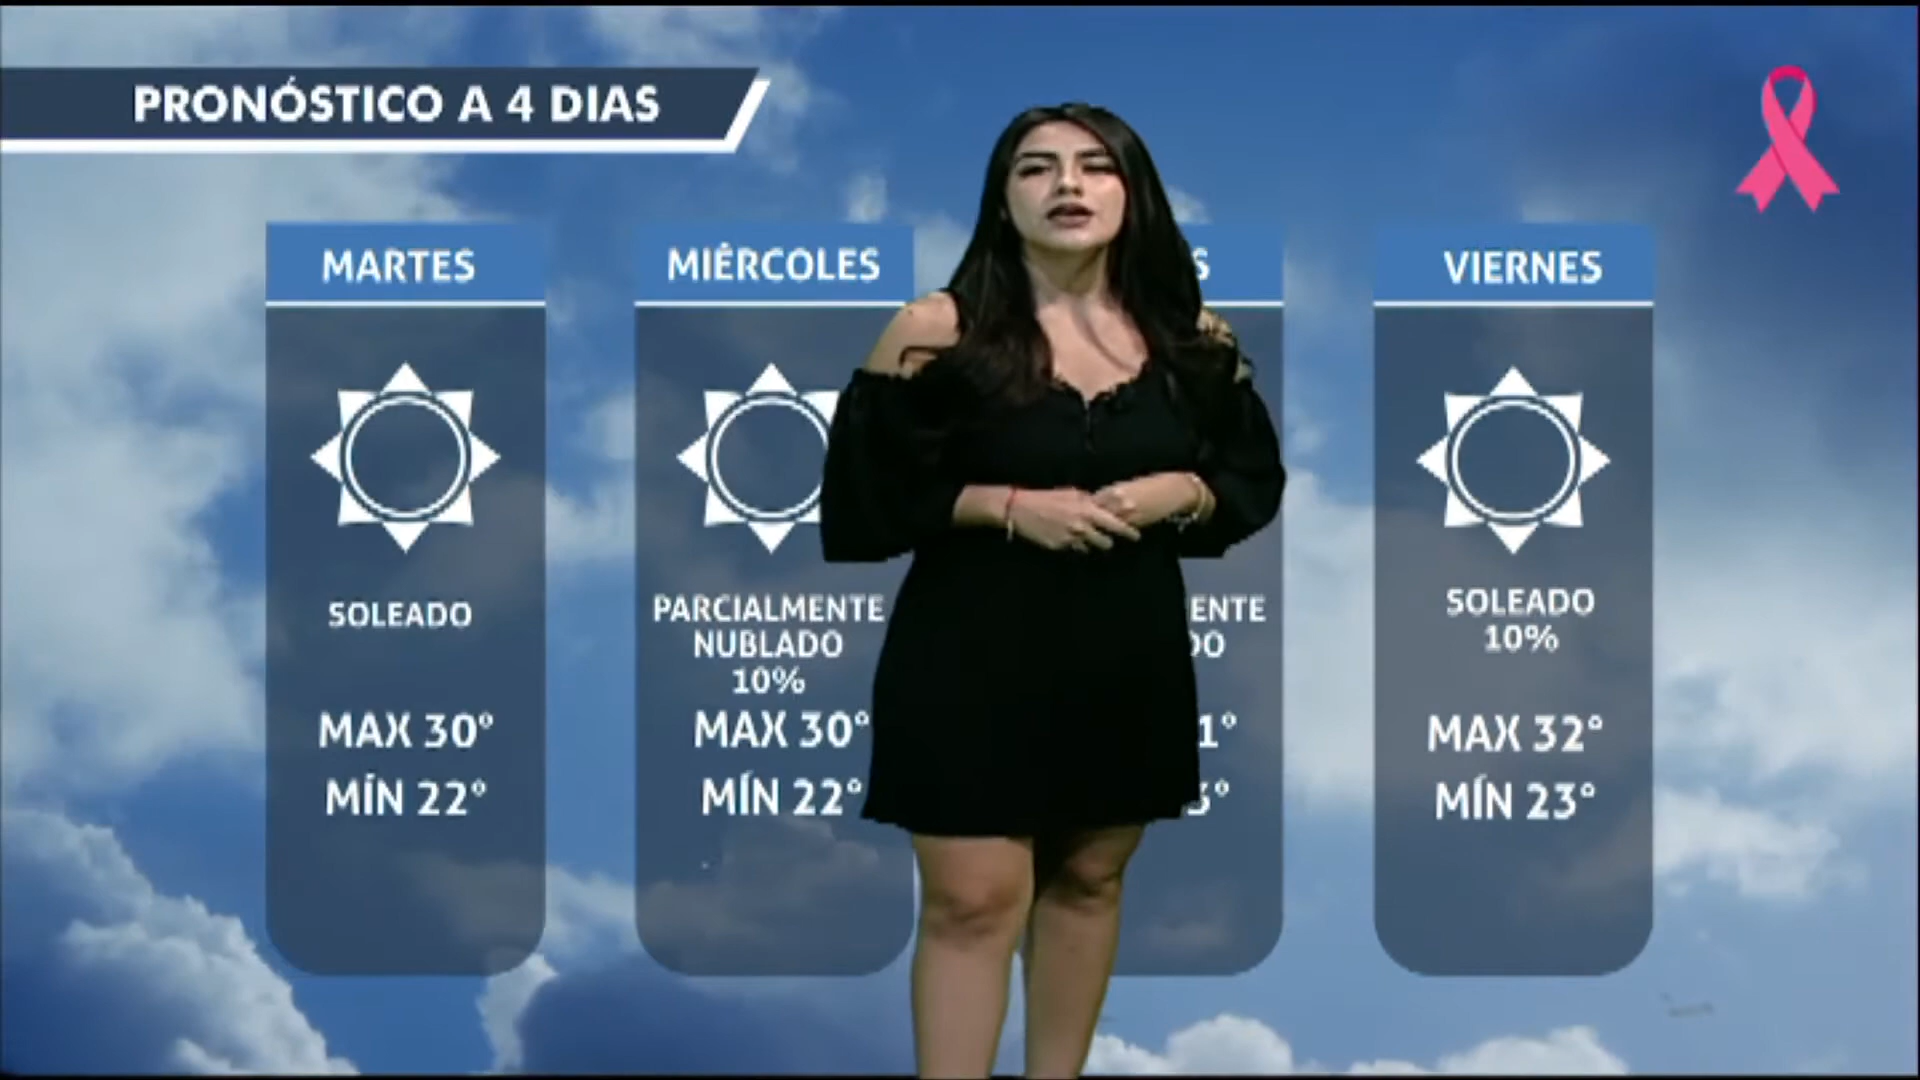 PRONÓSTICO A 4 DIAS
MARTES
SOLEADO
MAX 30°
MÍN 22°
MIÉRCOLES
PARCIALMENTE
NUBLADO
10%
MAX 30°
MÍN 22°
VIERNES
SOLEADO
10%
MAX 32°
MÍN 23°